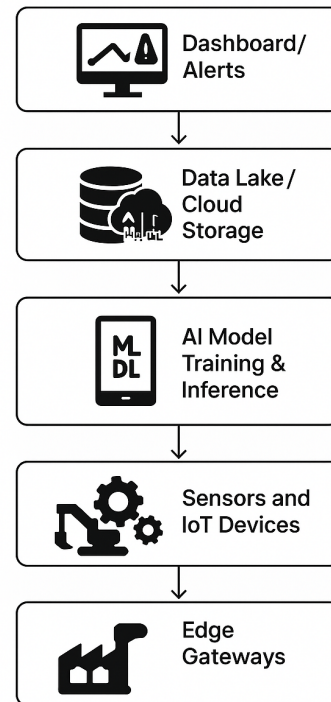 Dashboard/
Alerts
Data Lake/
Cloud
Storage
ML
DL
AI Model
Training &
Inference
Sensors and
IoT Devices
Edge
Gateways